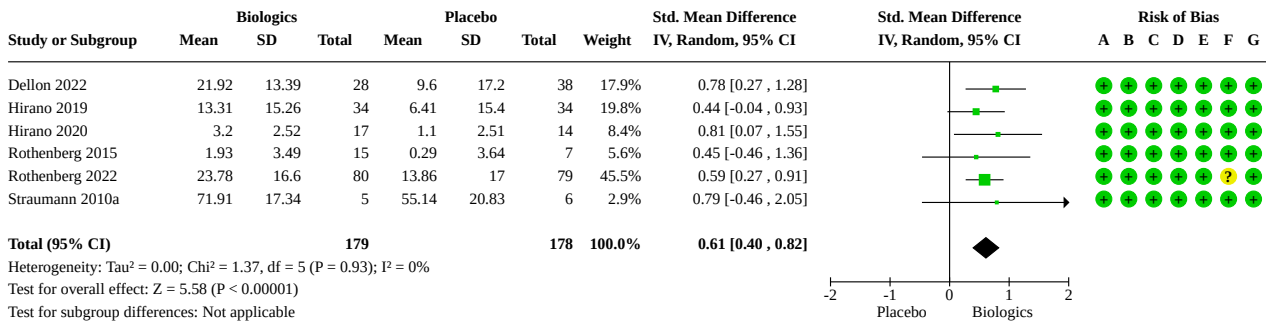 Biologics Placebo Std. Mean Difference Std. Mean Difference Risk of Bias
Study or Subgroup Mean SD Total Mean SD Total Weight IV, Random, 95% CI IV, Random, 95% CI A B C D E F G
Dellon 2022 21.92 13.39 28 9.6 17.2 38 17.9% 0.78 [0.27 , 1.28] + + + + + + +
Hirano 2019 13.31 15.26 34 6.41 15.4 34 19.8% 0.44 [-0.04 , 0.93] + + + + + + +
Hirano 2020 3.2 2.52 17 1.1 2.51 14 8.4% 0.81 [0.07 , 1.55] + + + + + + +
Rothenberg 2015 1.93 3.49 15 0.29 3.64 7 5.6% 0.45 [-0.46 , 1.36] + + + + + + +
Rothenberg 2022 23.78 16.6 80 13.86 17 79 45.5% 0.59 [0.27 , 0.91] + + + + + ? +
Straumann 2010a 71.91 17.34 5 55.14 20.83 6 2.9% 0.79 [-0.46 , 2.05] + + + + + + +
Total (95% CI) 179 178 100.0% 0.61 [0.40 , 0.82]
Heterogeneity: Tau² = 0.00; Chi² = 1.37, df = 5 (P = 0.93); I² = 0%
Test for overall effect: Z = 5.58 (P < 0.00001)
-2 -1 0 1 2
Test for subgroup differences: Not applicable
Placebo Biologics